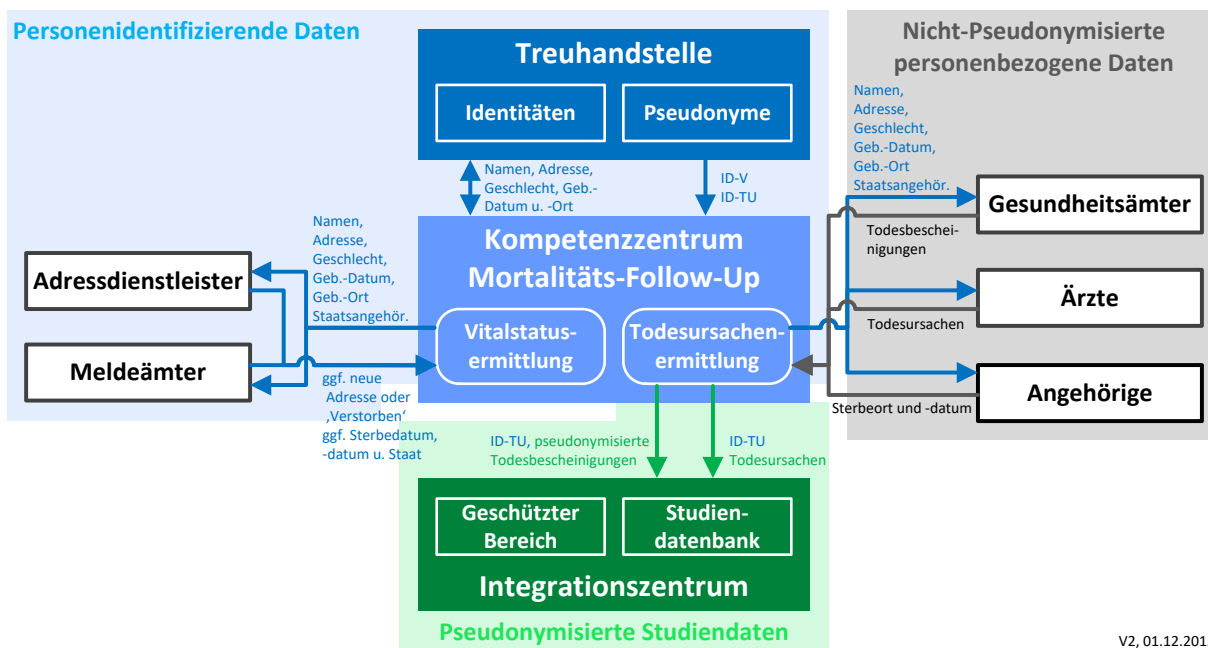 Personenidentifizierende Daten
Treuhandstelle
Identitäten
Pseudonyme
Nicht-Pseudonymisierte
personenbezogene Daten
Namen, Adresse,
Geschlecht, Geb.-
Datum u. -Ort
ID-V
ID-TU
Namen,
Adresse,
Geschlecht,
Geb.-Datum,
Geb.-Ort
Staatsangehör.
Gesundheitsämter
Todesbeschei-
nigungen
Ärzte
Todesursachen
Angehörige
Sterbeort und -datum
Namen,
Adresse,
Geschlecht,
Geb.-Datum,
Geb.-Ort
Staatsangehör.
Adressdienstleister
Meldeämter
ggf. neue
Adresse oder
‚Verstorben‘
ggf. Sterbedatum,
-datum u. Staat
Kompetenzzentrum
Mortalitäts-Follow-Up
Vitalstatus-
ermittlung
Todesursachen-
ermittlung
ID-TU, pseudonymisierte
Todesbescheinigungen
ID-TU
Todesursachen
Geschützter
Bereich
Studien-
datenbank
Integrationszentrum
Pseudonymisierte Studiendaten
V2, 01.12.201